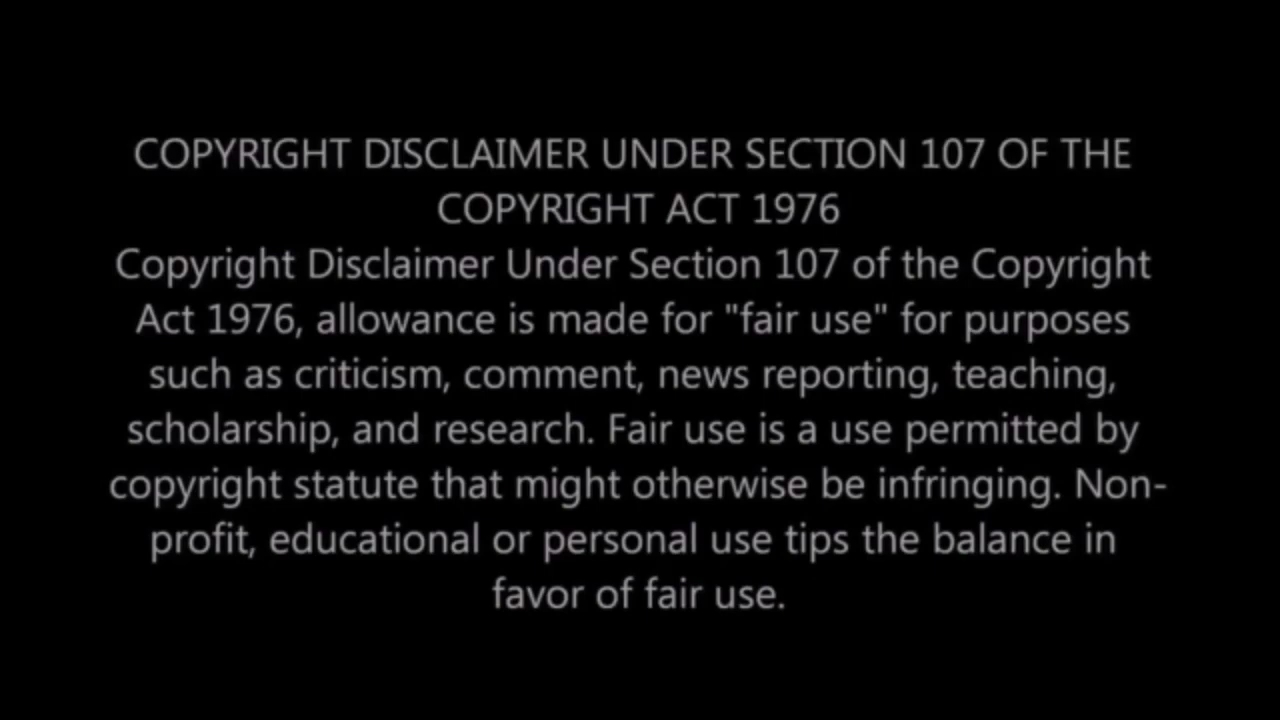 COPYRIGHT DISCLAIMER UNDER SECTION 107 OF THE
COPYRIGHT ACT 1976
Copyright Disclaimer Under Section 107 of the Copyright
Act 1976, allowance is made for "fair use" for purposes
such as criticism, comment, news reporting, teaching,
scholarship, and research. Fair use is a use permitted by
copyright statute that might otherwise be infringing. Non-
profit, educational or personal use tips the balance in
favor of fair use.